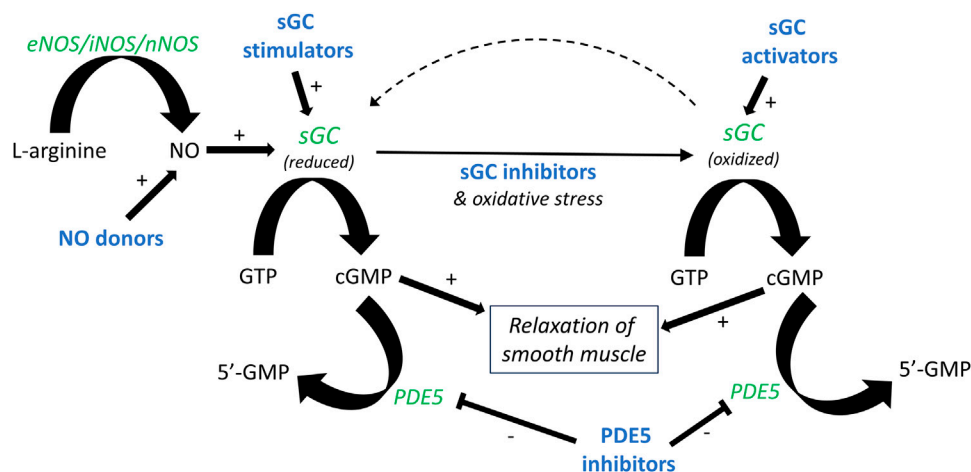 eNOS/iNOS/nNOS
L-arginine
NO
+
+
NO donors
sGC
stimulators
+
sGC
(reduced)
sGC inhibitors
& oxidative stress
sGC
activators
+
sGC
(oxidized)
GTP
cGMP
+
GTP
cGMP
+
Relaxation of
smooth muscle
5’-GMP
PDE5
-
PDE5
inhibitors
-
PDE5
5’-GMP